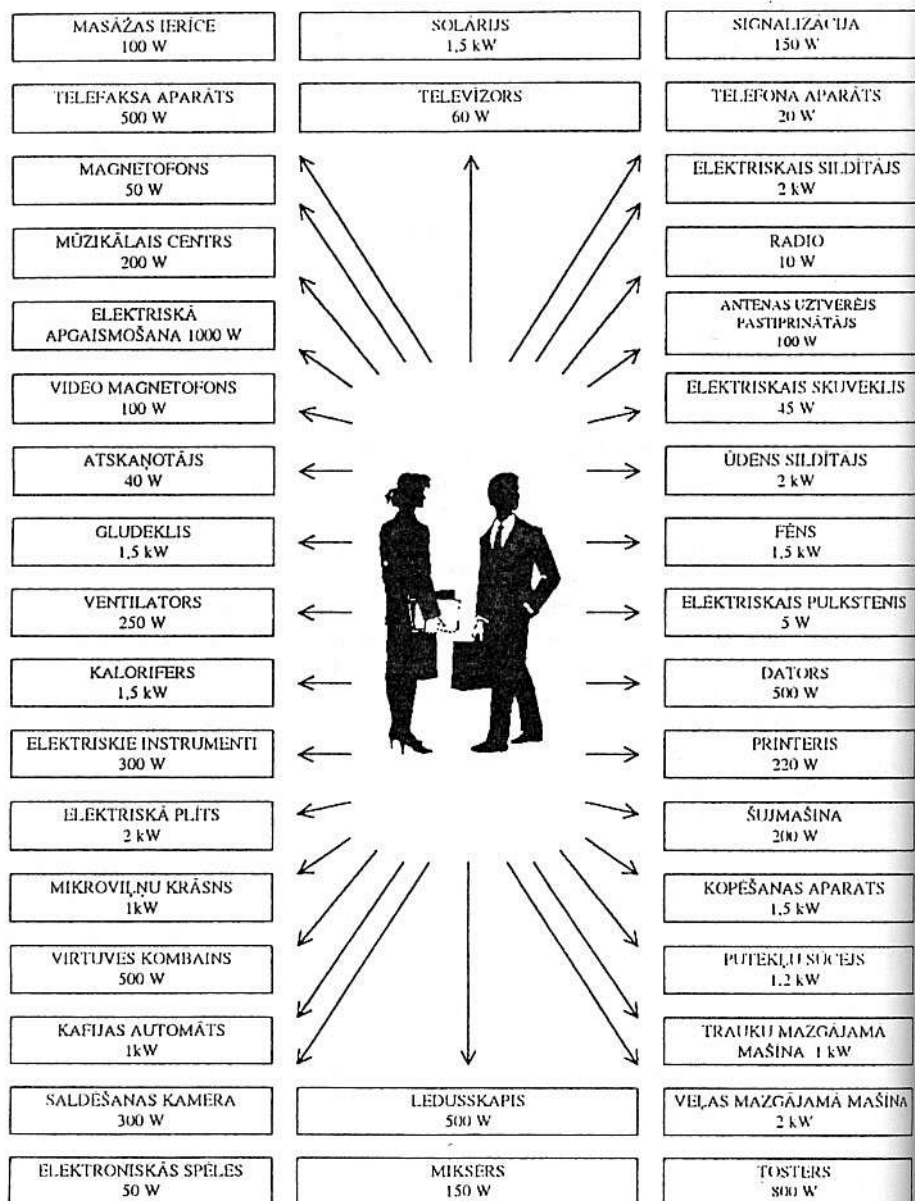 MASĀŽAS IERĪCE
100 W
SOLĀRIJS
1,5 kW
SIGNALIZĀCIJA
150 W
TELEFAKSA APARĀTS
500 W
TELEVĪZORS
60 W
TELEFONA APARĀTS
20 W
MAGNETOFONS
50 W
ELEKTRISKAIS SILDĪTĀJS
2 kW
MŪZIKĀLAIS CENTRS
200 W
RADIO
10 W
ELEKTRISKĀ
APGAISMOŠANA 1000 W
ANTENAS UZTVĒRĒJS
PASTIPRINĀTĀJS
100 W
VIDEO MAGNETOFONS
100 W
ELEKTRISKAIS SKUVEKLIS
45 W
ATSKAŅOTĀJS
40 W
ŪDENS SILDĪTĀJS
2 kW
GLUDEKLIS
1,5 kW
FĒNS
1,5 kW
VENTILATORS
250 W
ELEKTRISKAIS PULKSTENIS
5 W
KALORIFERS
1,5 kW
DATORS
500 W
ELEKTRISKIE INSTRUMENTI
300 W
PRINTERIS
220 W
ELEKTRISKĀ PLĪTS
2 kW
ŠUJMAŠĪNA
200 W
MIKROVIĻŅU KRĀSNS
1kW
KOPĒŠANAS APARĀTS
1,5 kW
VIRTUVES KOMBAINS
500 W
PUTEKĻU SŪCĒJS
1,2 kW
KAFIJAS AUTOMĀTS
1kW
TRAUKU MAZGĀJAMĀ
MAŠĪNA 1 kW
SALDĒŠANAS KAMERA
300 W
LEDUSSKAPIS
500 W
VEĻAS MAZGĀJAMĀ MAŠĪNA
2 kW
ELEKTRONISKĀS SPĒLES
50 W
MIKSERS
150 W
TOSTERS
800 W